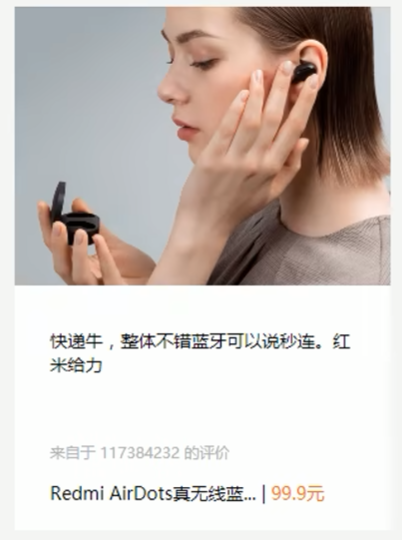 快递牛，整体不错蓝牙可以说秒连。红
米给力
来自于 117384232 的评价
Redmi AirDots真无线蓝... | 99.9元